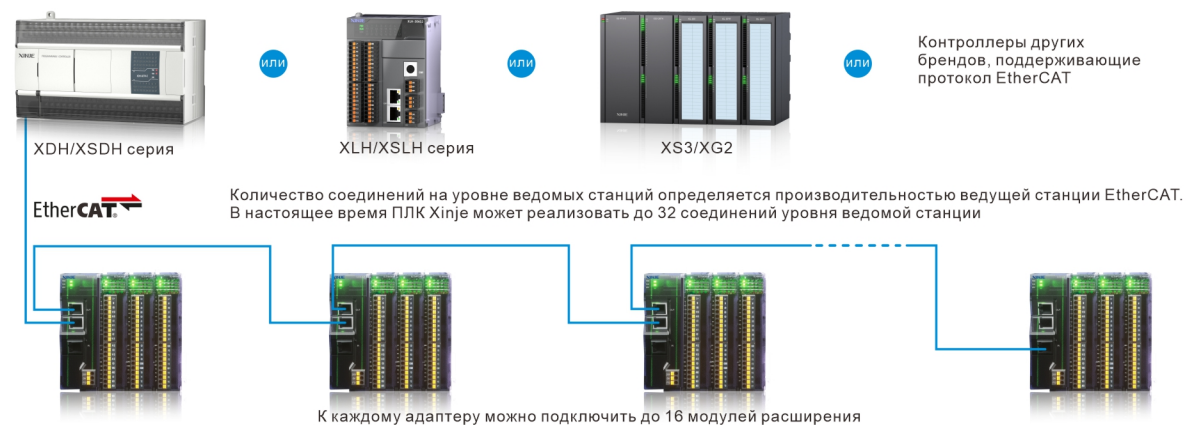 XINJE
или
или
или
Контроллеры других
брендов, поддерживающие
протокол EtherCAT
XDH/XSDH серия
XLH/XSLH серия
XS3/XG2
EtherCAT
Количество соединений на уровне ведомых станций определяется производительностью ведущей станции EtherCAT.
В настоящее время ПЛК Xinje может реализовать до 32 соединений уровня ведомой станции
К каждому адаптеру можно подключить до 16 модулей расширения